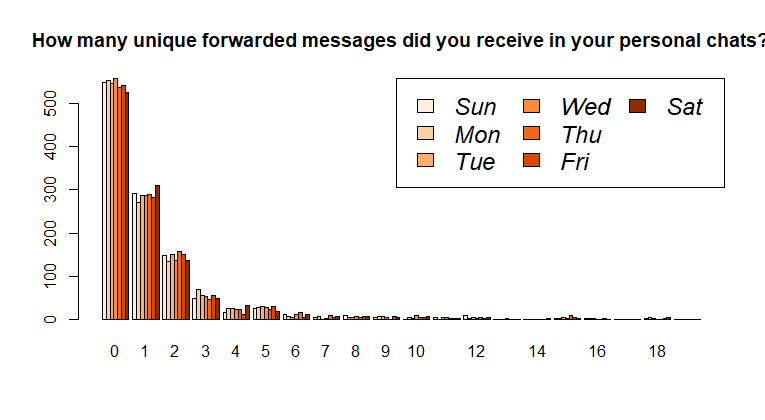 How many unique forwarded messages did you receive in your personal chats?
Sun Wed Sat
Mon Thu
Tue Fri
500
400
300
200
100
0
0 1 2 3 4 5 6 7 8 9 10 12 14 16 18